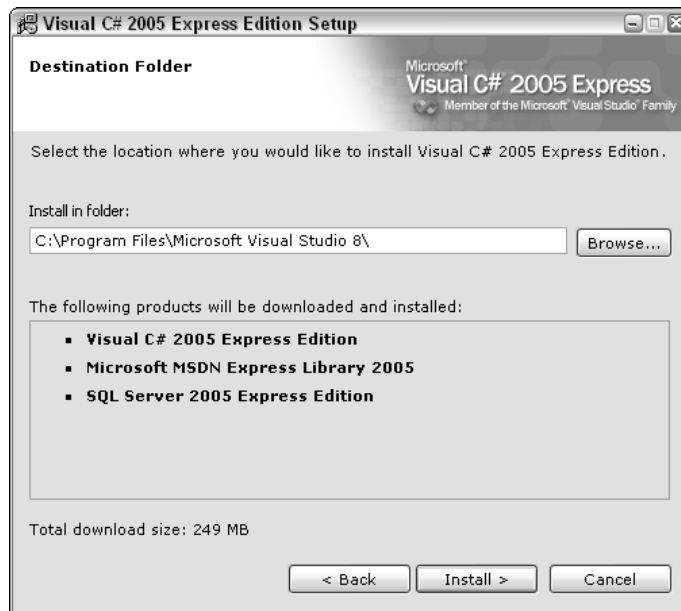 Visual C# 2005 Express Edition Setup
Destination Folder
Microsoft®
Visual C#® 2005 Express
Member of the Microsoft® Visual Studio® Family
Select the location where you would like to install Visual C# 2005 Express Edition.
Install in folder:
C:\Program Files\Microsoft Visual Studio 8\
Browse...
The following products will be downloaded and installed:
▪ Visual C# 2005 Express Edition
▪ Microsoft MSDN Express Library 2005
▪ SQL Server 2005 Express Edition
Total download size: 249 MB
< Back
Install >
Cancel